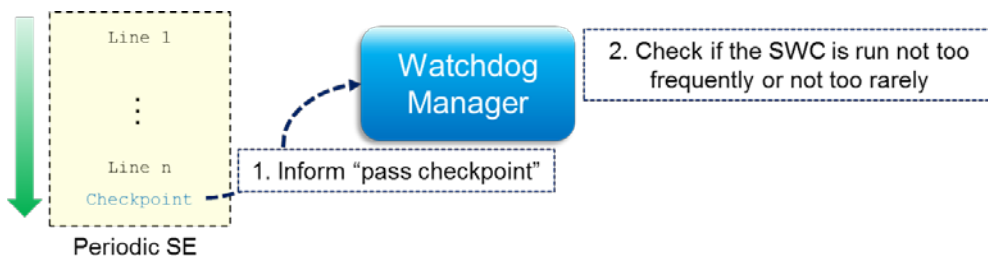 Line 1
⋮
Line n
Checkpoint
Periodic SE
1. Inform “pass checkpoint”
Watchdog
Manager
2. Check if the SWC is run not too
frequently or not too rarely